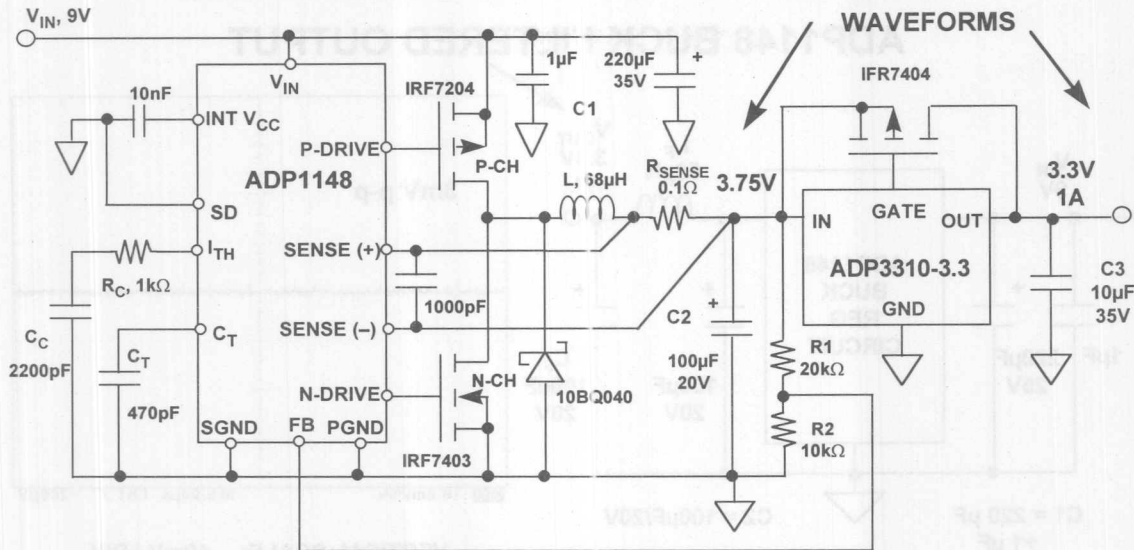 V_IN, 9V
WAVEFORMS
1µF
220µF
35V
IFR7404
10nF
V_IN
IRF7204
C1
INT V_CC
P-DRIVE
P-CH
R_SENSE
0.1Ω
L, 68µH
3.75V
3.3V
1A
ADP1148
SD
IN
GATE
OUT
I_TH
SENSE (+)
ADP3310-3.3
C3
10µF
35V
R_C, 1kΩ
1000pF
GND
SENSE (–)
C2
C_C
2200pF
C_T
C_T
100µF
20V
R1
20kΩ
N-CH
10BQ040
470pF
N-DRIVE
R2
10kΩ
SGND
FB
PGND
IRF7403